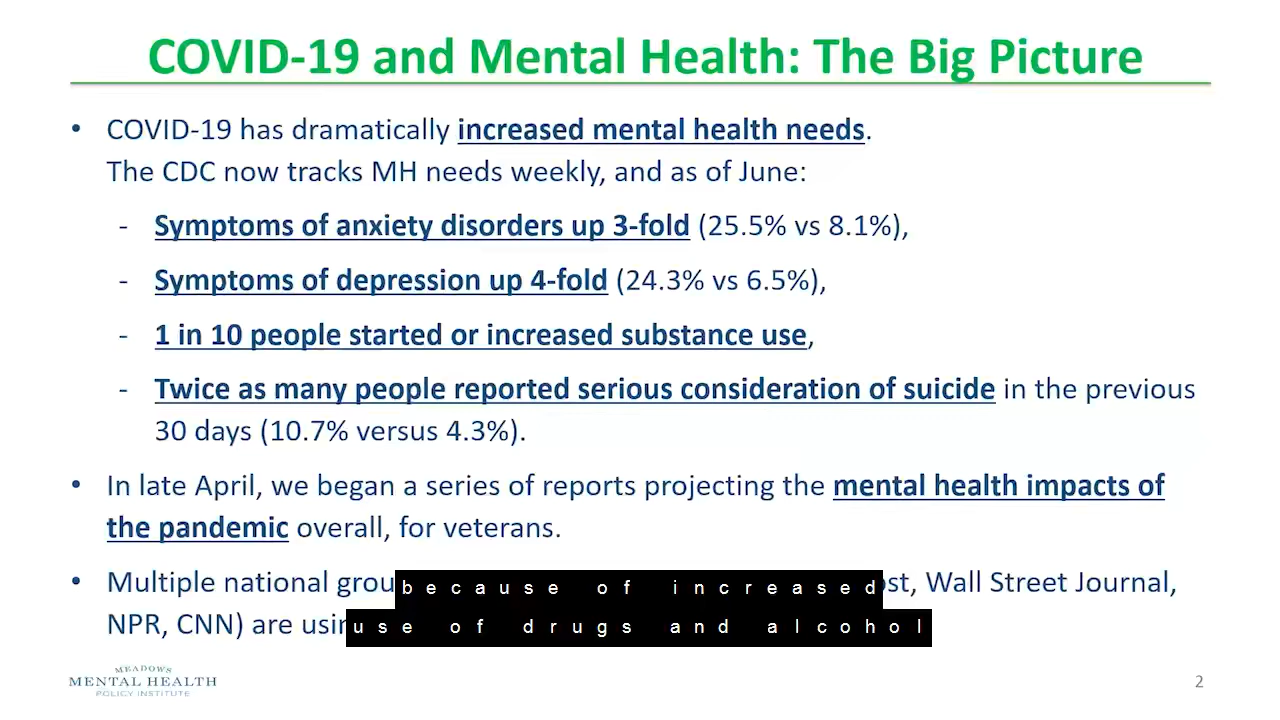 COVID-19 and Mental Health: The Big Picture
• COVID-19 has dramatically increased mental health needs.
The CDC now tracks MH needs weekly, and as of June:
- Symptoms of anxiety disorders up 3-fold (25.5% vs 8.1%),
- Symptoms of depression up 4-fold (24.3% vs 6.5%),
- 1 in 10 people started or increased substance use,
- Twice as many people reported serious consideration of suicide in the previous
30 days (10.7% versus 4.3%).
• In late April, we began a series of reports projecting the mental health impacts of
the pandemic overall, for veterans.
• Multiple national , Wall Street Journal,
NPR, CNN) are
because of increased
use of drugs and alcohol
MEADOWS
MENTAL HEALTH
POLICY INSTITUTE
2